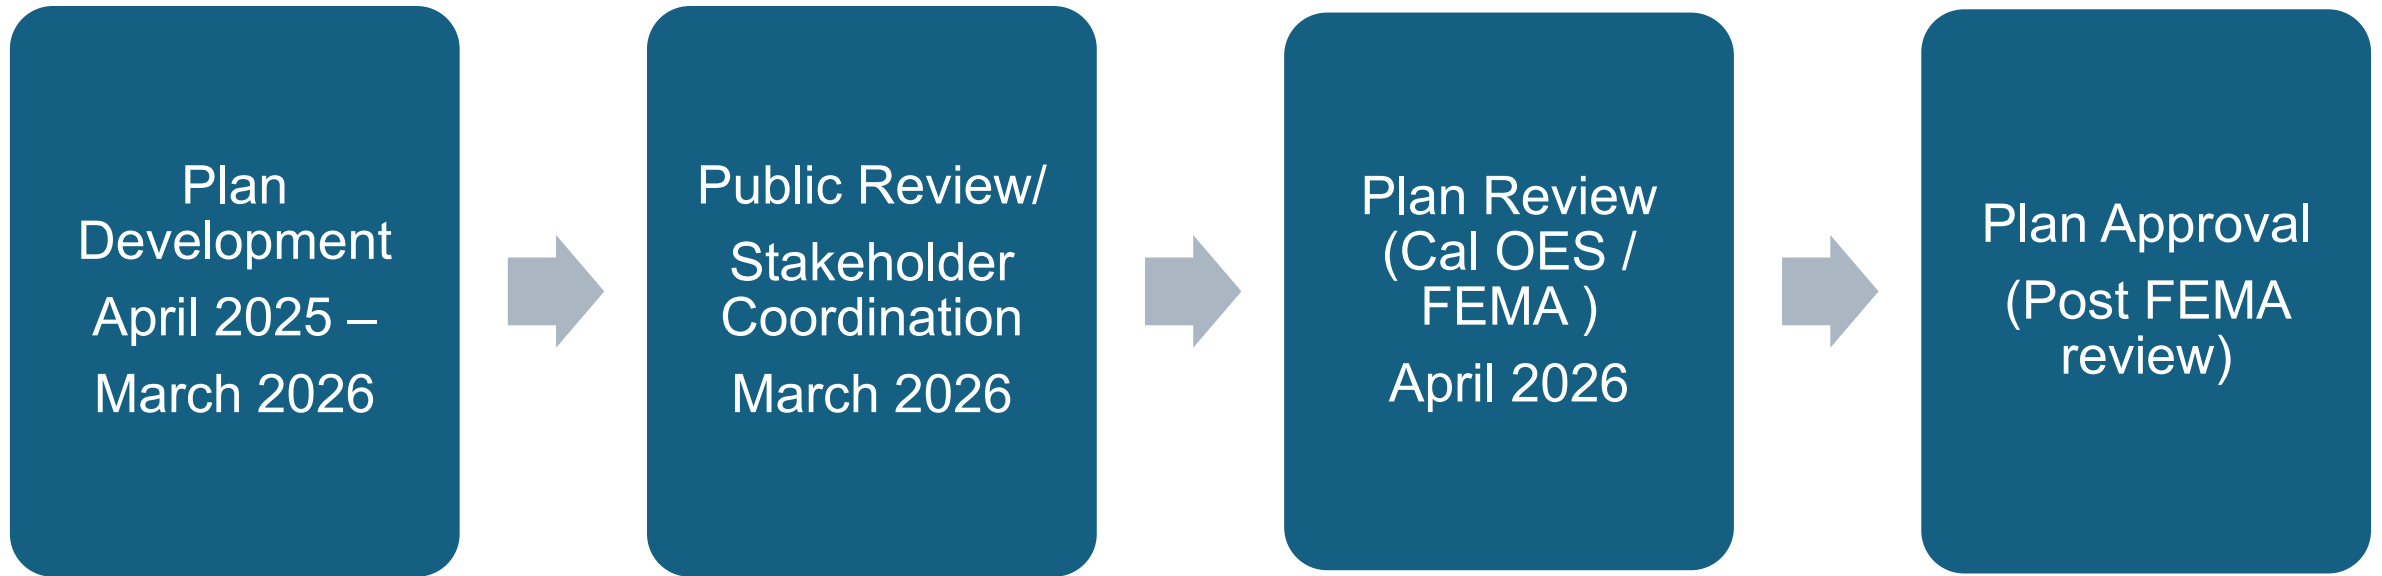 Plan
Development
April 2025 –
March 2026
Public Review/
Stakeholder
Coordination
March 2026
Plan Review
(Cal OES /
FEMA )
April 2026
Plan Approval
(Post FEMA
review)